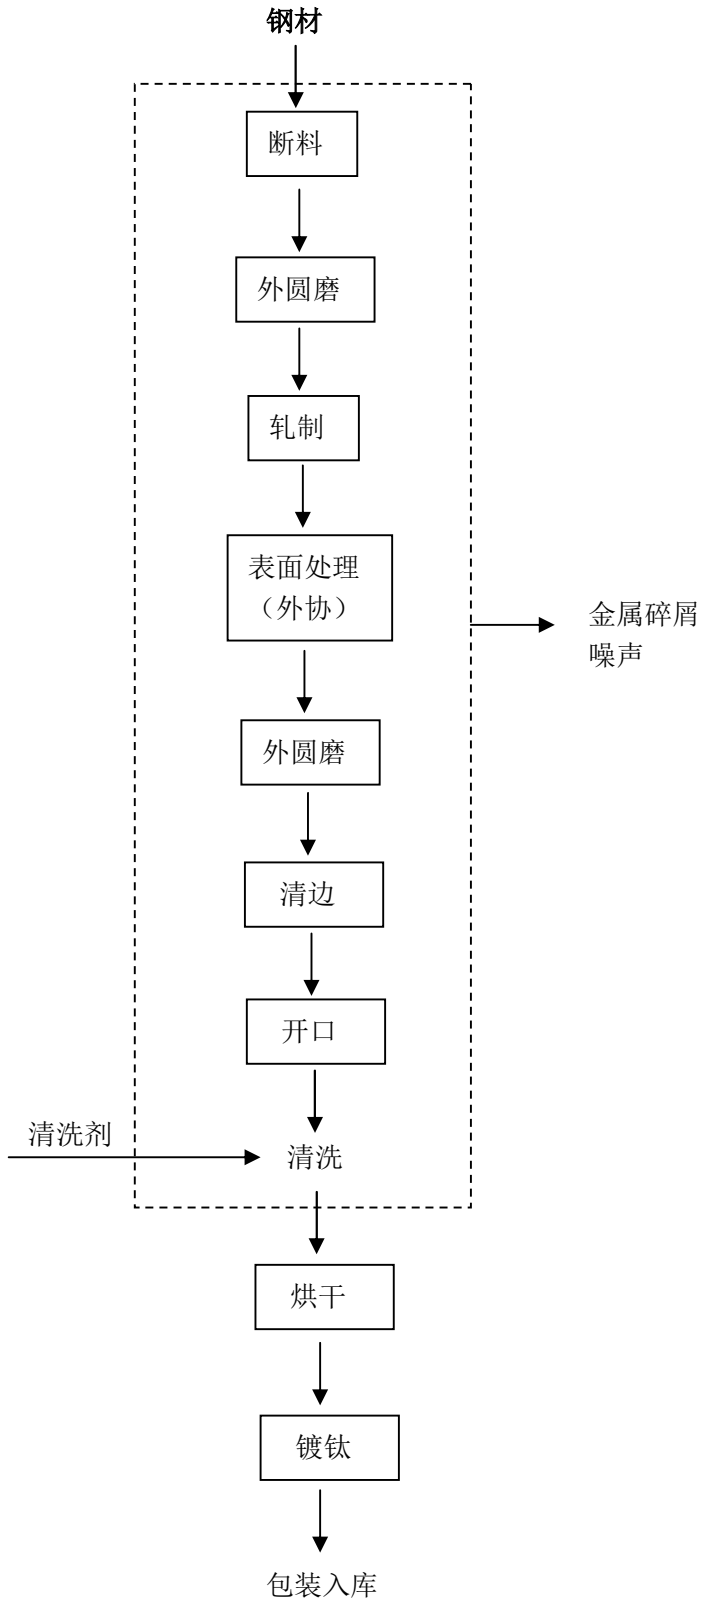 钢材
断料
外圆磨
轧制
表面处理
（外协）
金属碎屑
噪声
外圆磨
清边
开口
清洗剂
清洗
烘干
镀钛
包装入库